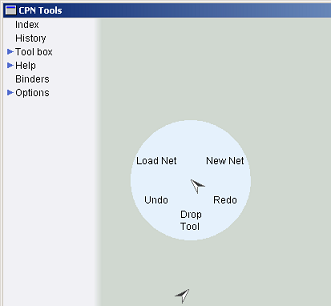 CPN Tools
Index
History
Tool box
Help
Binders
Options
Load Net
New Net
Undo
Redo
Drop
Tool